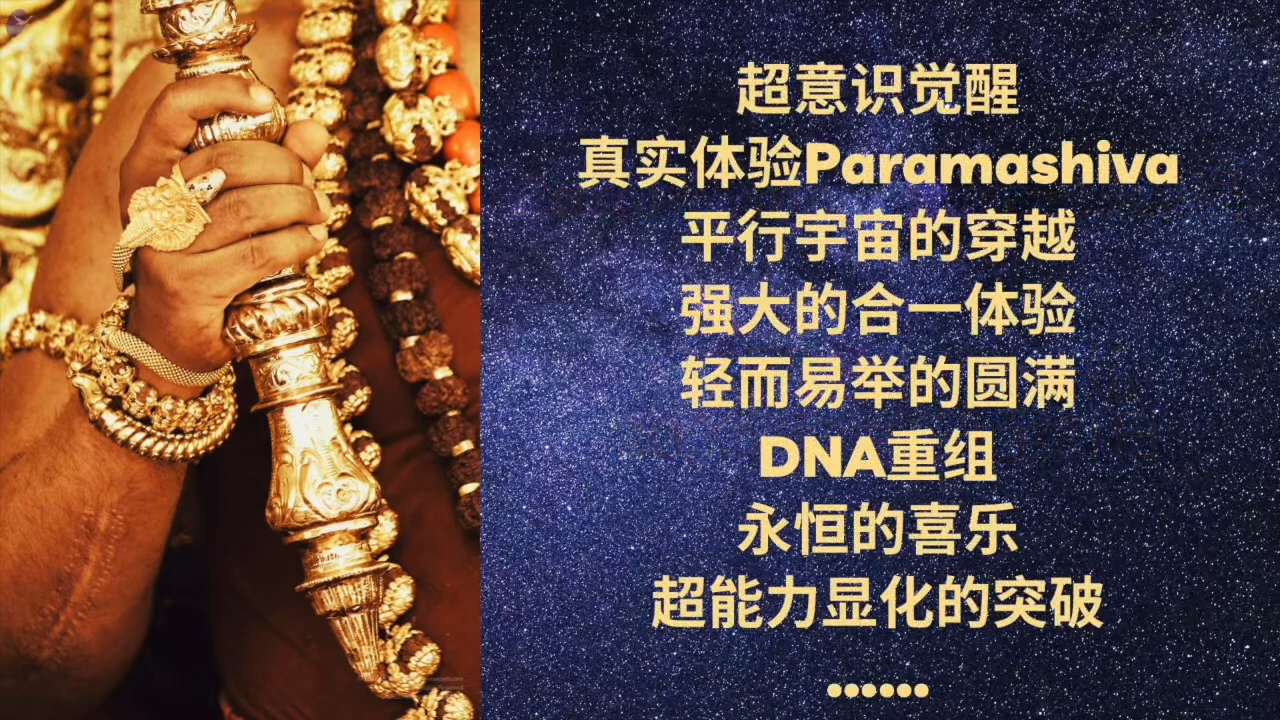 超意识觉醒
真实体验Paramashiva
平行宇宙的穿越
强大的合一体验
轻而易举的圆满
DNA重组
永恒的喜乐
超能力显化的突破
••••••